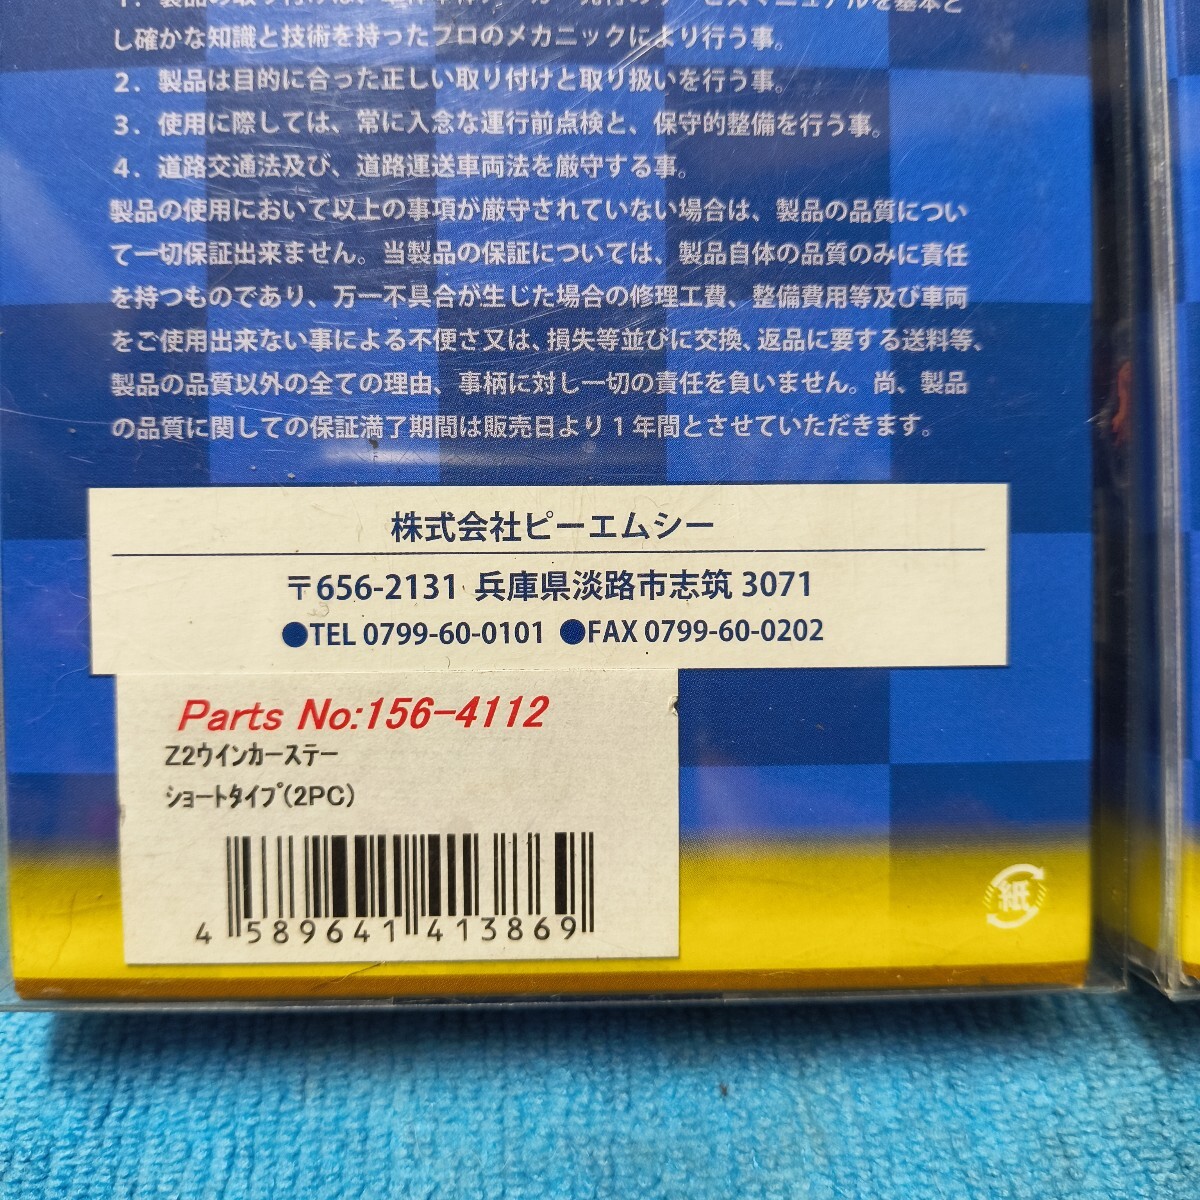 1．製品の取り付けは、
し確かな知識と技術を持ったプロのメカニックにより行う事。
2．製品は目的に合った正しい取り付けと取り扱いを行う事。
3．使用に際しては、常に入念な運行前点検と、保守的整備を行う事。
4．道路交通法及び、道路運送車両法を厳守する事。
製品の使用において以上の事項が厳守されていない場合は、製品の品質につい
て一切保証出来ません。当製品の保証については、製品自体の品質のみに責任
を持つものであり、万一不具合が生じた場合の修理工費、整備費用等及び車両
をご使用出来ない事による不便さ又は、損失等並びに交換、返品に要する送料等、
製品の品質以外の全ての理由、事柄に対し一切の責任を負いません。尚、製品
の品質に関しての保証満了期間は販売日より1年間とさせていただきます。
株式会社ピーエムシー
〒656-2131 兵庫県淡路市志筑 3071
●TEL 0799-60-0101 ●FAX 0799-60-0202
Parts No:156-4112
Z2ｳｲﾝｶｰｽﾃｰ
ｼｮｰﾄﾀｲﾌﾟ(2PC)
4 589641 413869
紙